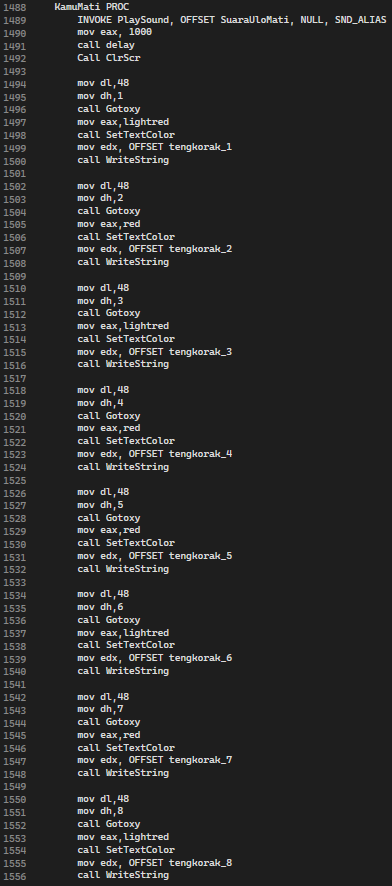 1488 KamuMati PROC
1489 INVOKE PlaySound, OFFSET SuaraUloMati, NULL, SND_ALIAS
1490 mov eax, 1000
1491 call delay
1492 Call ClrScr
1493
1494 mov dl,48
1495 mov dh,1
1496 call Gotoxy
1497 mov eax,lightred
1498 call SetTextColor
1499 mov edx, OFFSET tengkorak_1
1500 call WriteString
1501
1502 mov dl,48
1503 mov dh,2
1504 call Gotoxy
1505 mov eax,red
1506 call SetTextColor
1507 mov edx, OFFSET tengkorak_2
1508 call WriteString
1509
1510 mov dl,48
1511 mov dh,3
1512 call Gotoxy
1513 mov eax,lightred
1514 call SetTextColor
1515 mov edx, OFFSET tengkorak_3
1516 call WriteString
1517
1518 mov dl,48
1519 mov dh,4
1520 call Gotoxy
1521 mov eax,red
1522 call SetTextColor
1523 mov edx, OFFSET tengkorak_4
1524 call WriteString
1525
1526 mov dl,48
1527 mov dh,5
1528 call Gotoxy
1529 mov eax,red
1530 call SetTextColor
1531 mov edx, OFFSET tengkorak_5
1532 call WriteString
1533
1534 mov dl,48
1535 mov dh,6
1536 call Gotoxy
1537 mov eax,lightred
1538 call SetTextColor
1539 mov edx, OFFSET tengkorak_6
1540 call WriteString
1541
1542 mov dl,48
1543 mov dh,7
1544 call Gotoxy
1545 mov eax,red
1546 call SetTextColor
1547 mov edx, OFFSET tengkorak_7
1548 call WriteString
1549
1550 mov dl,48
1551 mov dh,8
1552 call Gotoxy
1553 mov eax,lightred
1554 call SetTextColor
1555 mov edx, OFFSET tengkorak_8
1556 call WriteString